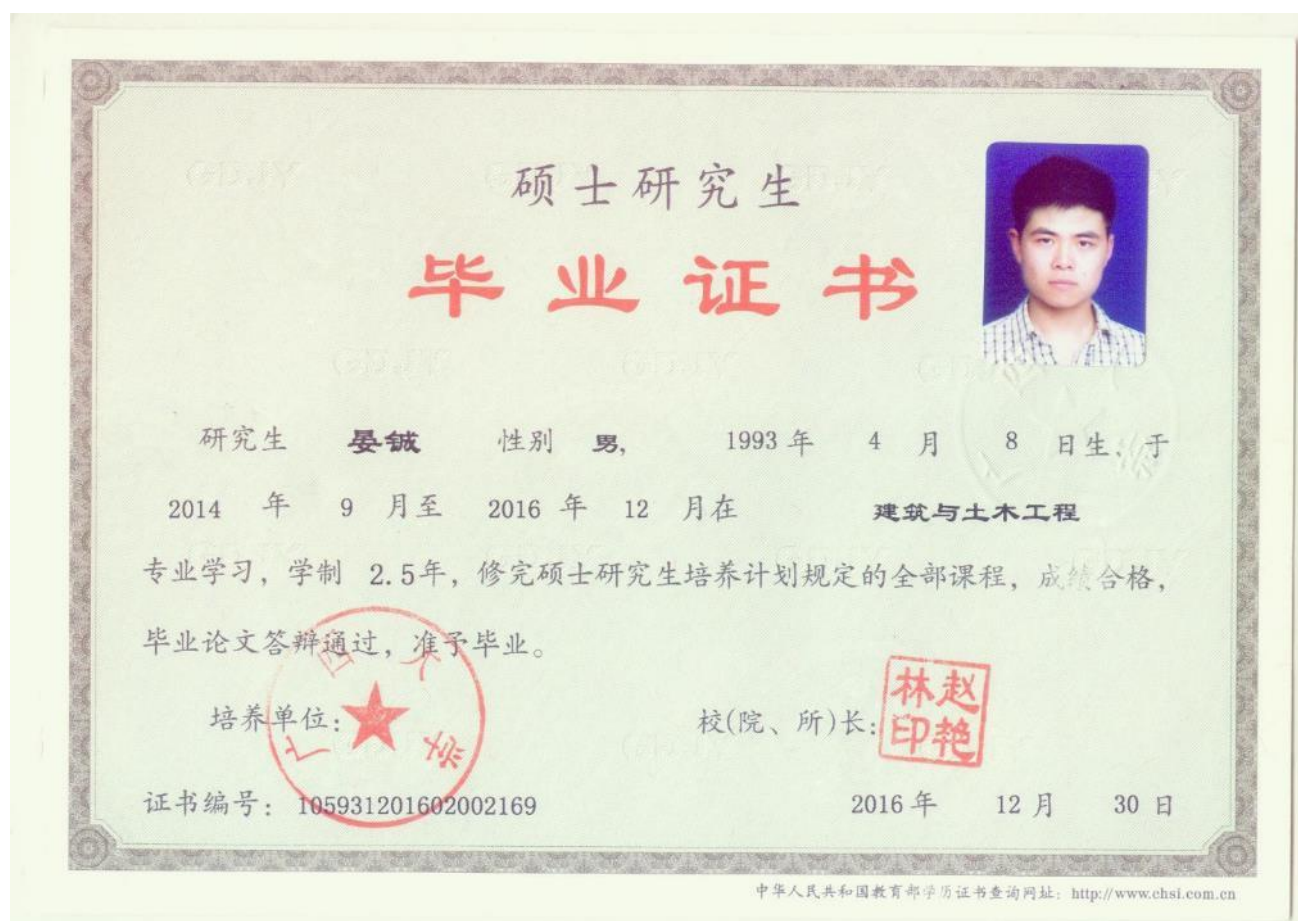 硕士研究生
毕业证书
研究生 晏铖 性别 男, 1993 年 4 月 8 日生, 于
2014 年 9 月至 2016 年 12 月在 建筑与土木工程
专业学习, 学制 2.5年, 修完硕士研究生培养计划规定的全部课程, 成绩合格,
毕业论文答辩通过, 准予毕业。
广西大学
培养单位: 校(院、所)长: 赵艳林印
证书编号: 105931201602002169 2016 年 12 月 30 日
中华人民共和国教育部学历证书查询网址: http://www.chsi.com.cn